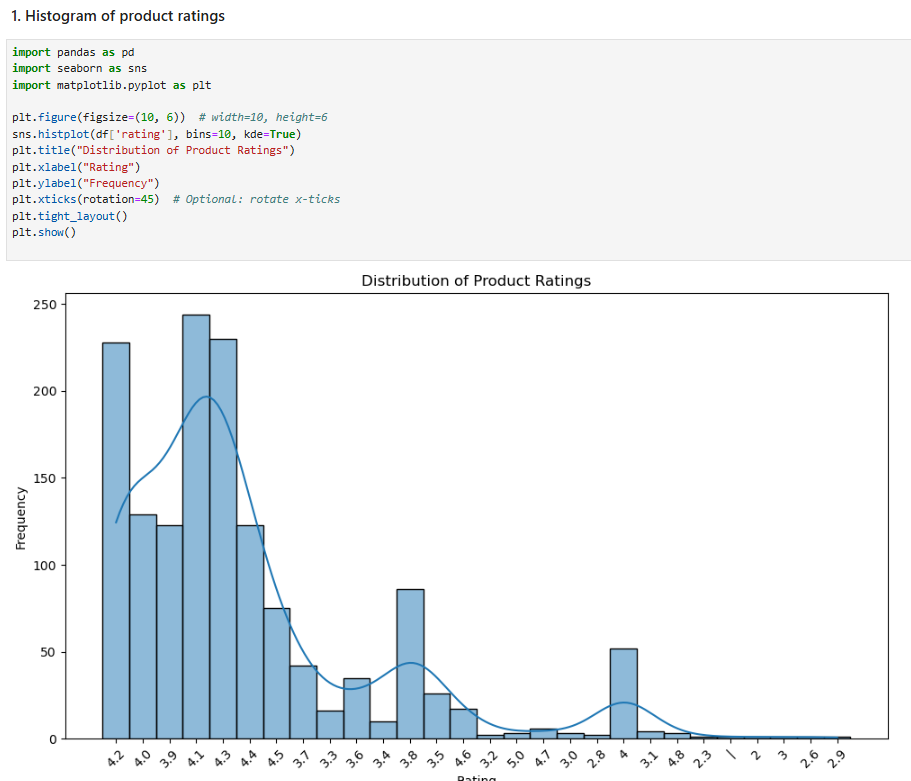 1. Histogram of product ratings
import pandas as pd
import seaborn as sns
import matplotlib.pyplot as plt
plt.figure(figsize=(10, 6))  # width=10, height=6
sns.histplot(df['rating'], bins=10, kde=True)
plt.title("Distribution of Product Ratings")
plt.xlabel("Rating")
plt.ylabel("Frequency")
plt.xticks(rotation=45)  # Optional: rotate x-ticks
plt.tight_layout()
plt.show()
Distribution of Product Ratings
250
200
150
100
50
0
Frequency
4.2 4.0 3.9 4.1 4.3 4.4 4.5 3.7 3.3 3.6 3.4 3.8 3.5 4.6 3.2 5.0 4.7 3.0 2.8 4 3.1 4.8 2.3 / 2 3 2.6 2.9
Rating